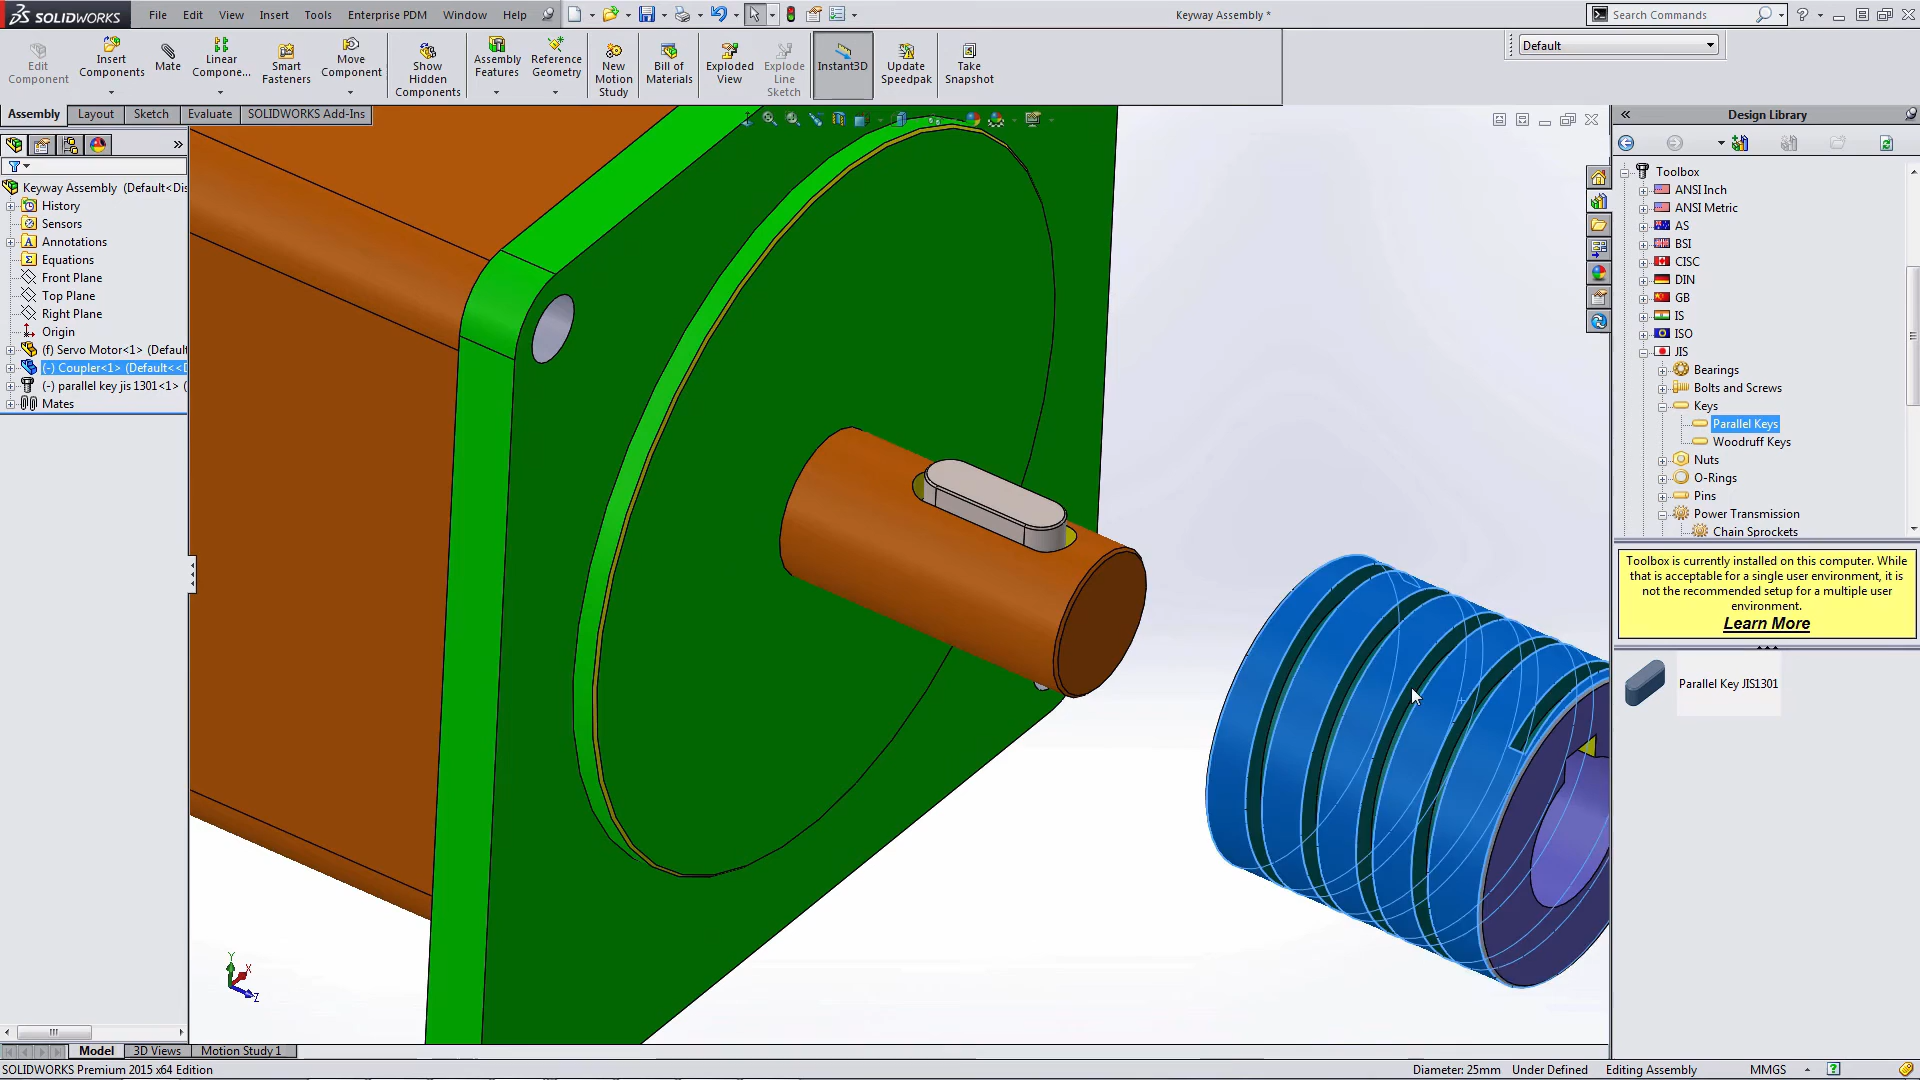 SOLIDWORKS
File Edit View Insert Tools Enterprise PDM Window Help
Keyway Assembly *
Search Commands
Edit Component
Insert Components
Mate
Linear Compone...
Smart Fasteners
Move Component
Show Hidden Components
Assembly Features
Reference Geometry
New Motion Study
Bill of Materials
Exploded View
Explode Line Sketch
Instant3D
Update Speedpak
Take Snapshot
Default
Assembly Layout Sketch Evaluate SOLIDWORKS Add-Ins
Keyway Assembly (Default<Dis
History
Sensors
Annotations
Equations
Front Plane
Top Plane
Right Plane
Origin
(f) Servo Motor<1> (Default
(-) Coupler<1> (Default<<D
(-) parallel key jis 1301<1> (
Mates
Y
X
Z
Design Library
Toolbox
ANSI Inch
ANSI Metric
AS
BSI
CISC
DIN
GB
IS
ISO
JIS
Bearings
Bolts and Screws
Keys
Parallel Keys
Woodruff Keys
Nuts
O-Rings
Pins
Power Transmission
Chain Sprockets
Toolbox is currently installed on this computer. While
that is acceptable for a single user environment, it is
not the recommended setup for a multiple user
environment.
Learn More
Parallel Key JIS1301
Model 3D Views Motion Study 1
SOLIDWORKS Premium 2015 x64 Edition
Diameter: 25mm Under Defined Editing Assembly MMGS